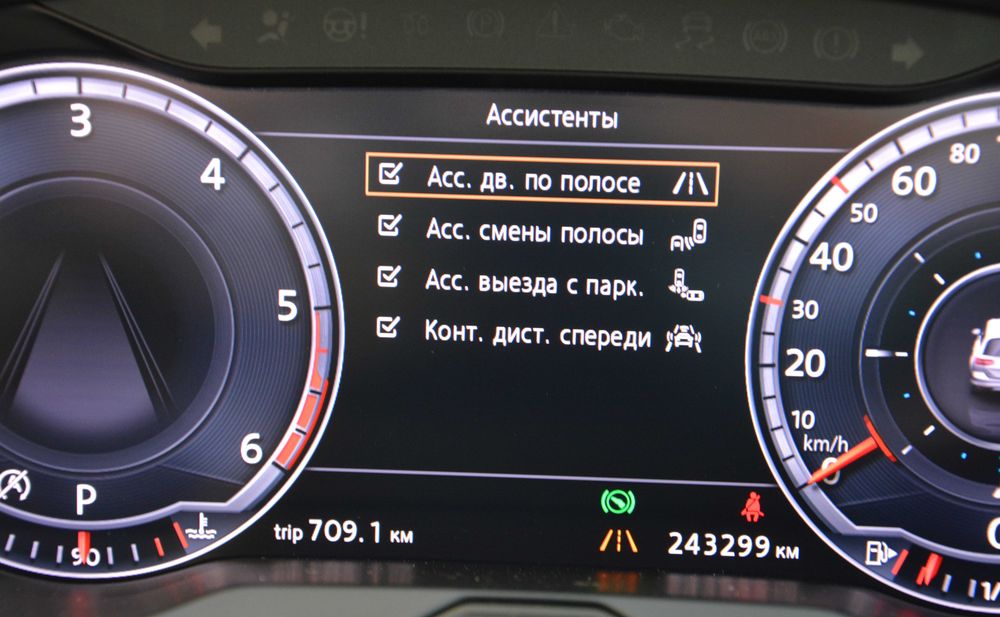 Ассистенты
Асс. дв. по полосе
Асс. смены полосы
Асс. выезда с парк.
Конт. дист. спереди
3
4
5
6
P
90
trip 709.1 км
243299 км
80
60
50
40
30
20
10
km/h
0